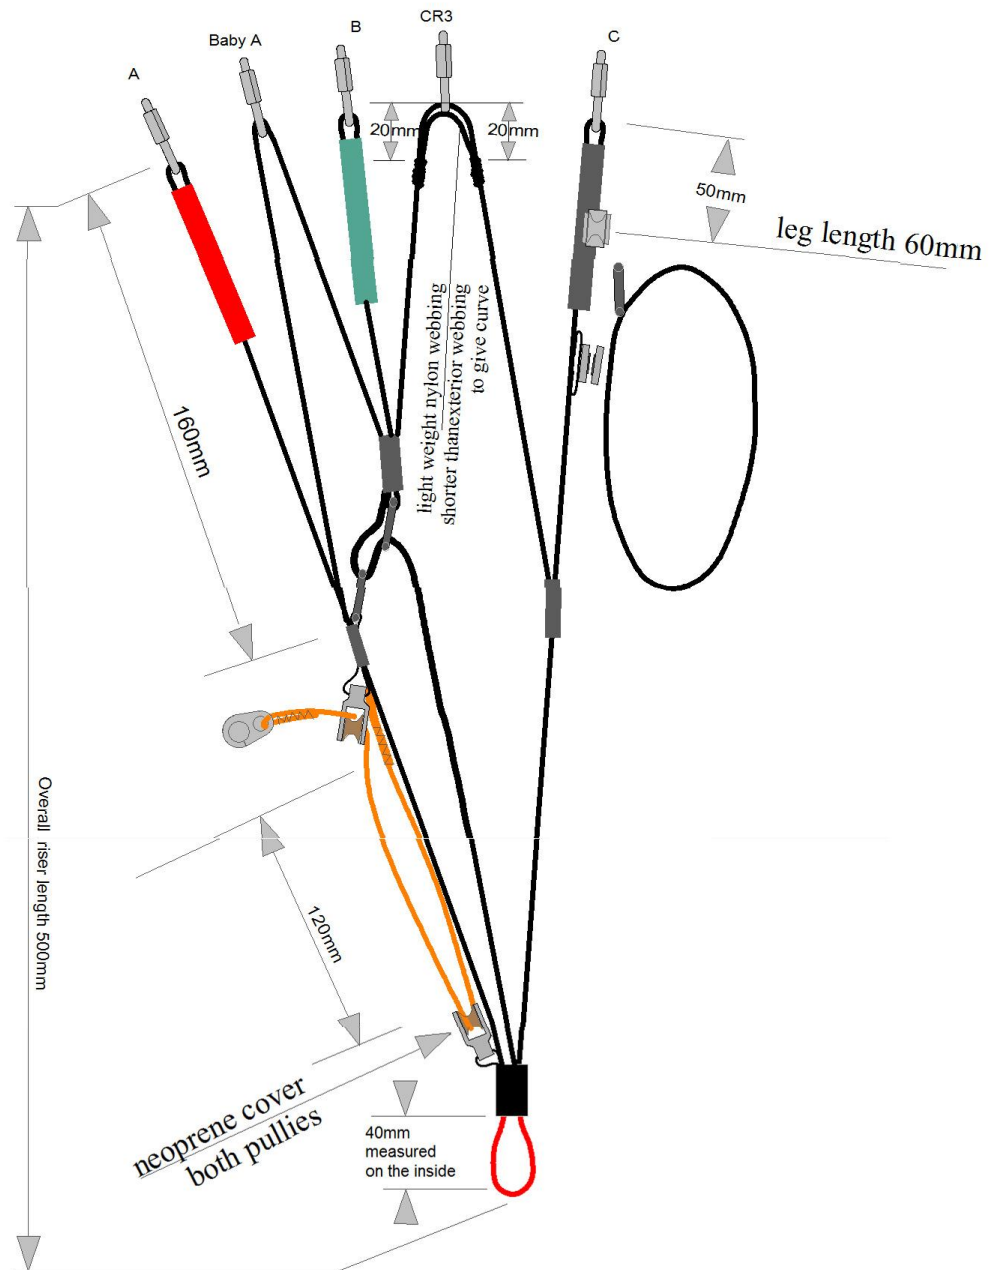 CR3
B
C
Baby A
A
20mm
20mm
50mm
leg length 60mm
light weight nylon webbing
shorter thanexterior webbing
to give curve
160mm
Overall riser length 500mm
120mm
neoprene cover
both pullies
40mm
measured
on the inside